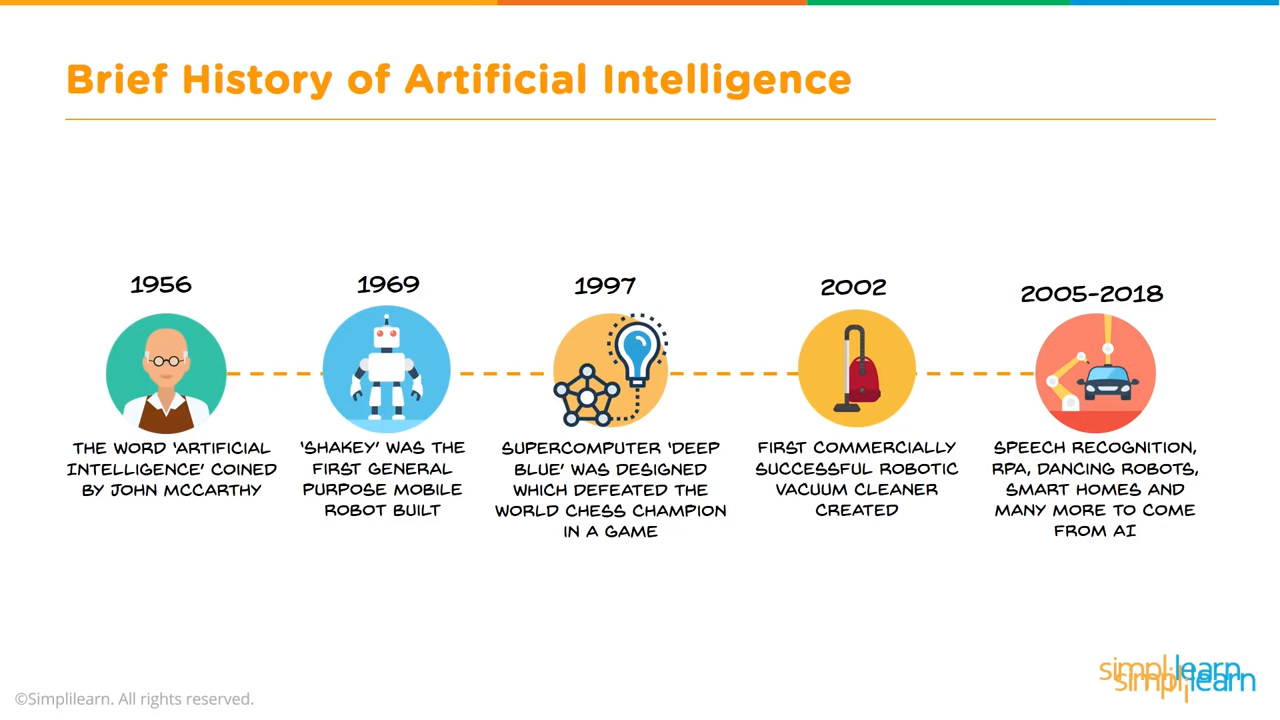 Brief History of Artificial Intelligence
1956
THE WORD ‘ARTIFICIAL
INTELLIGENCE’ COINED
BY JOHN MCCARTHY
1969
‘SHAKEY’ WAS THE
FIRST GENERAL
PURPOSE MOBILE
ROBOT BUILT
1997
SUPERCOMPUTER ‘DEEP
BLUE’ WAS DESIGNED
WHICH DEFEATED THE
WORLD CHESS CHAMPION
IN A GAME
2002
FIRST COMMERCIALLY
SUCCESSFUL ROBOTIC
VACUUM CLEANER
CREATED
2005-2018
SPEECH RECOGNITION,
RPA, DANCING ROBOTS,
SMART HOMES AND
MANY MORE TO COME
FROM AI
©Simplilearn. All rights reserved.
simplilearn
simplilearn